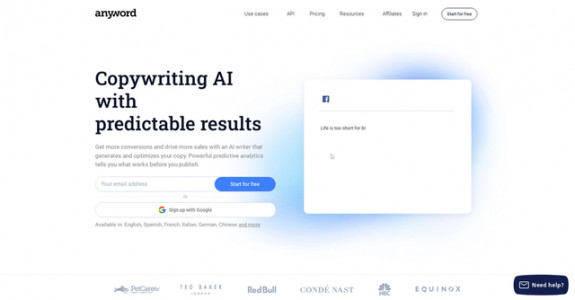 anyword
Use cases API Pricing Resources Affiliates Sign in Start for free
Copywriting AI
with
predictable results
Get more conversions and drive more sales with an AI writer that
generates and optimizes your copy. Powerful predictive analytics
tells you what works before you publish.
Your email address Start for free
Or
Sign up with Google
Available in English, Spanish, French, Italian, German, Chinese and more
Life is too short for br
PetCareRx TED BAKER RedBull CONDÉ NAST NBC EQUINOX
LONDON
Need help?